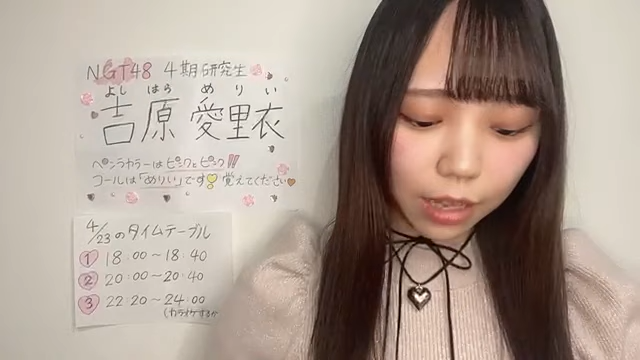 NGT48 4期研究生
よし はら めりい
吉原 愛里衣
ペンラカラーはピンクとピンク!!
コールは「めりい」です 覚えてください
4/23のタイムテーブル
1 18:00〜18:40
2 20:00〜20:40
3 22:20〜24:00